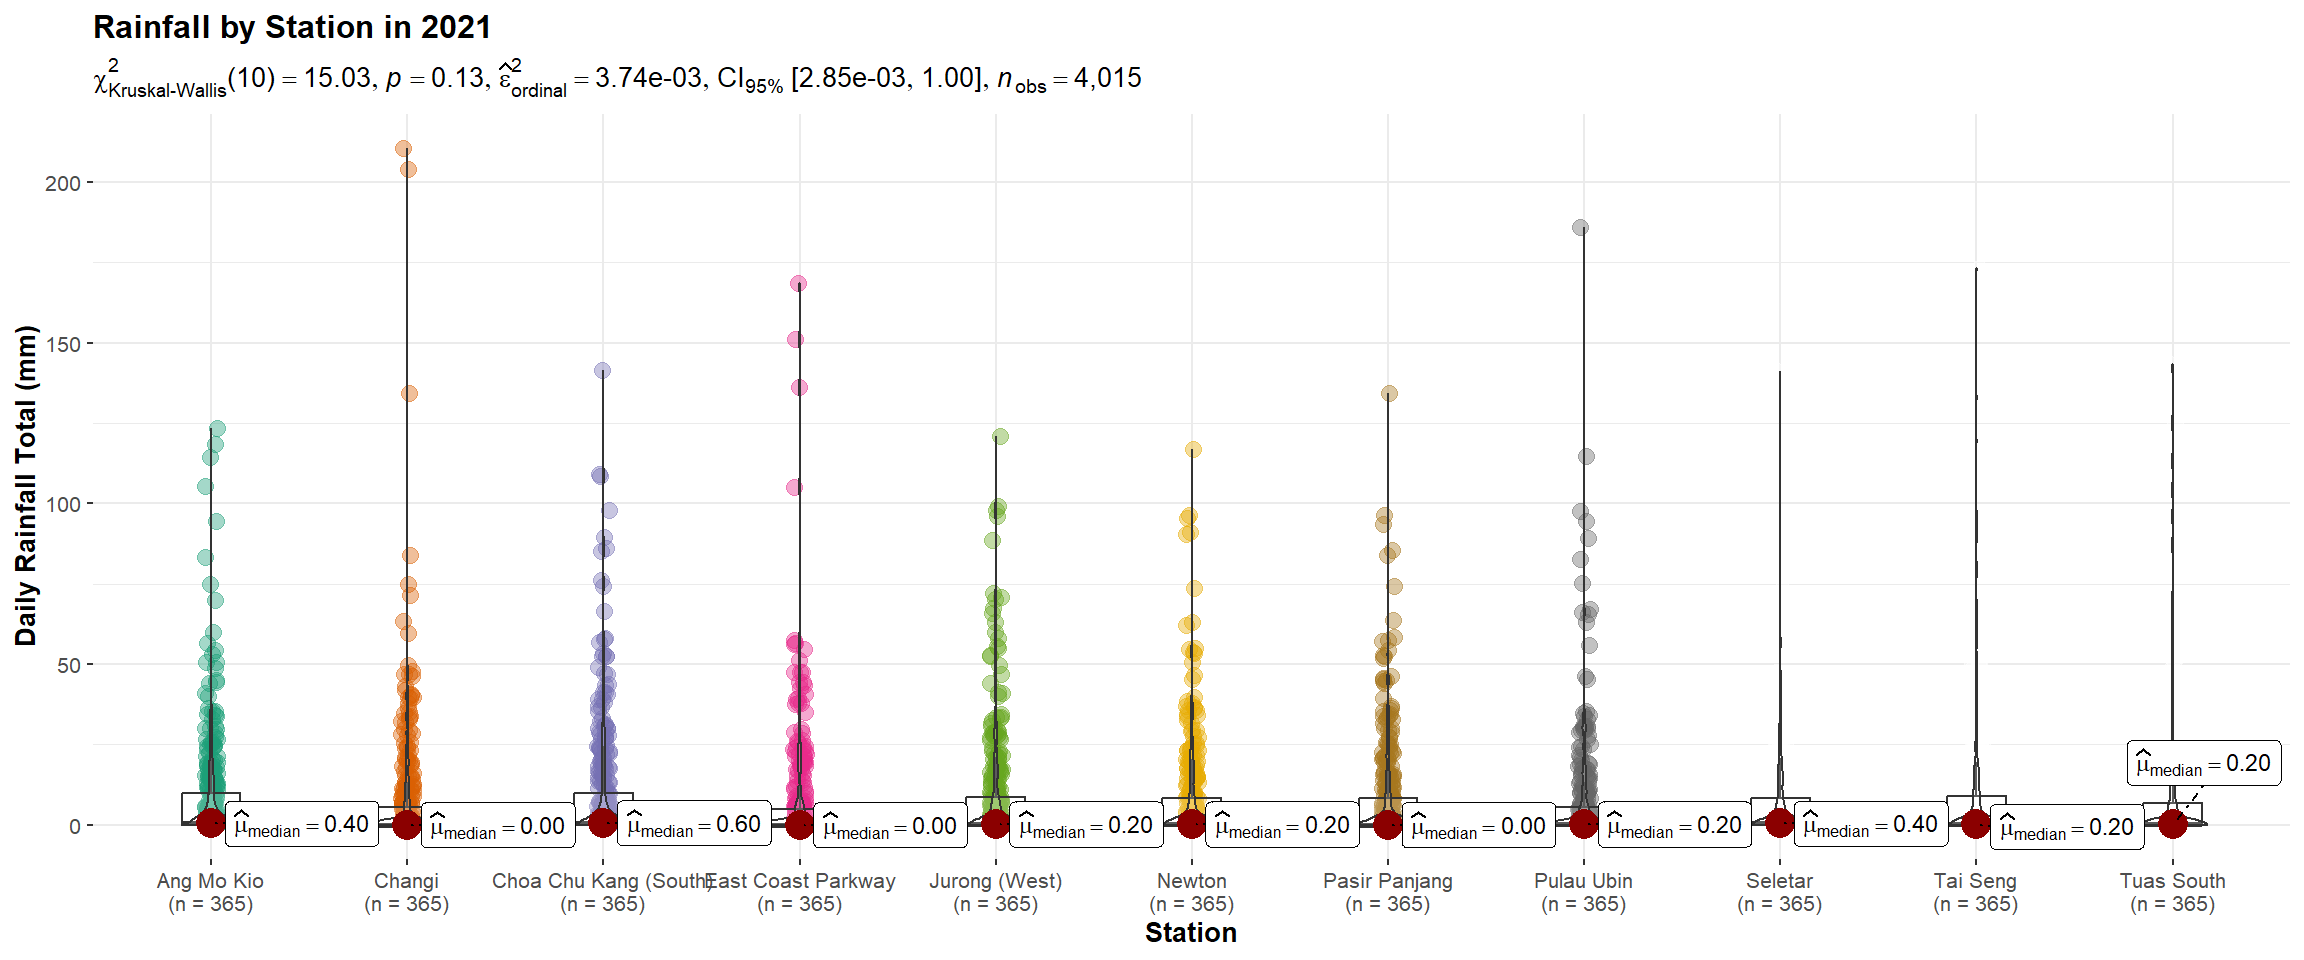 Rainfall by Station in 2021
χ²Kruskal-Wallis(10) = 15.03, p = 0.13, ε̂²ordinal = 3.74e-03, CI95% [2.85e-03, 1.00], nobs = 4,015
Daily Rainfall Total (mm)
200
150
100
50
0
μ̂median = 0.40
μ̂median = 0.00
μ̂median = 0.60
μ̂median = 0.00
μ̂median = 0.20
μ̂median = 0.20
μ̂median = 0.00
μ̂median = 0.20
μ̂median = 0.40
μ̂median = 0.20
μ̂median = 0.20
Ang Mo Kio
(n = 365)
Changi
(n = 365)
Choa Chu Kang (South)
(n = 365)
East Coast Parkway
(n = 365)
Jurong (West)
(n = 365)
Newton
(n = 365)
Pasir Panjang
(n = 365)
Pulau Ubin
(n = 365)
Seletar
(n = 365)
Tai Seng
(n = 365)
Tuas South
(n = 365)
Station